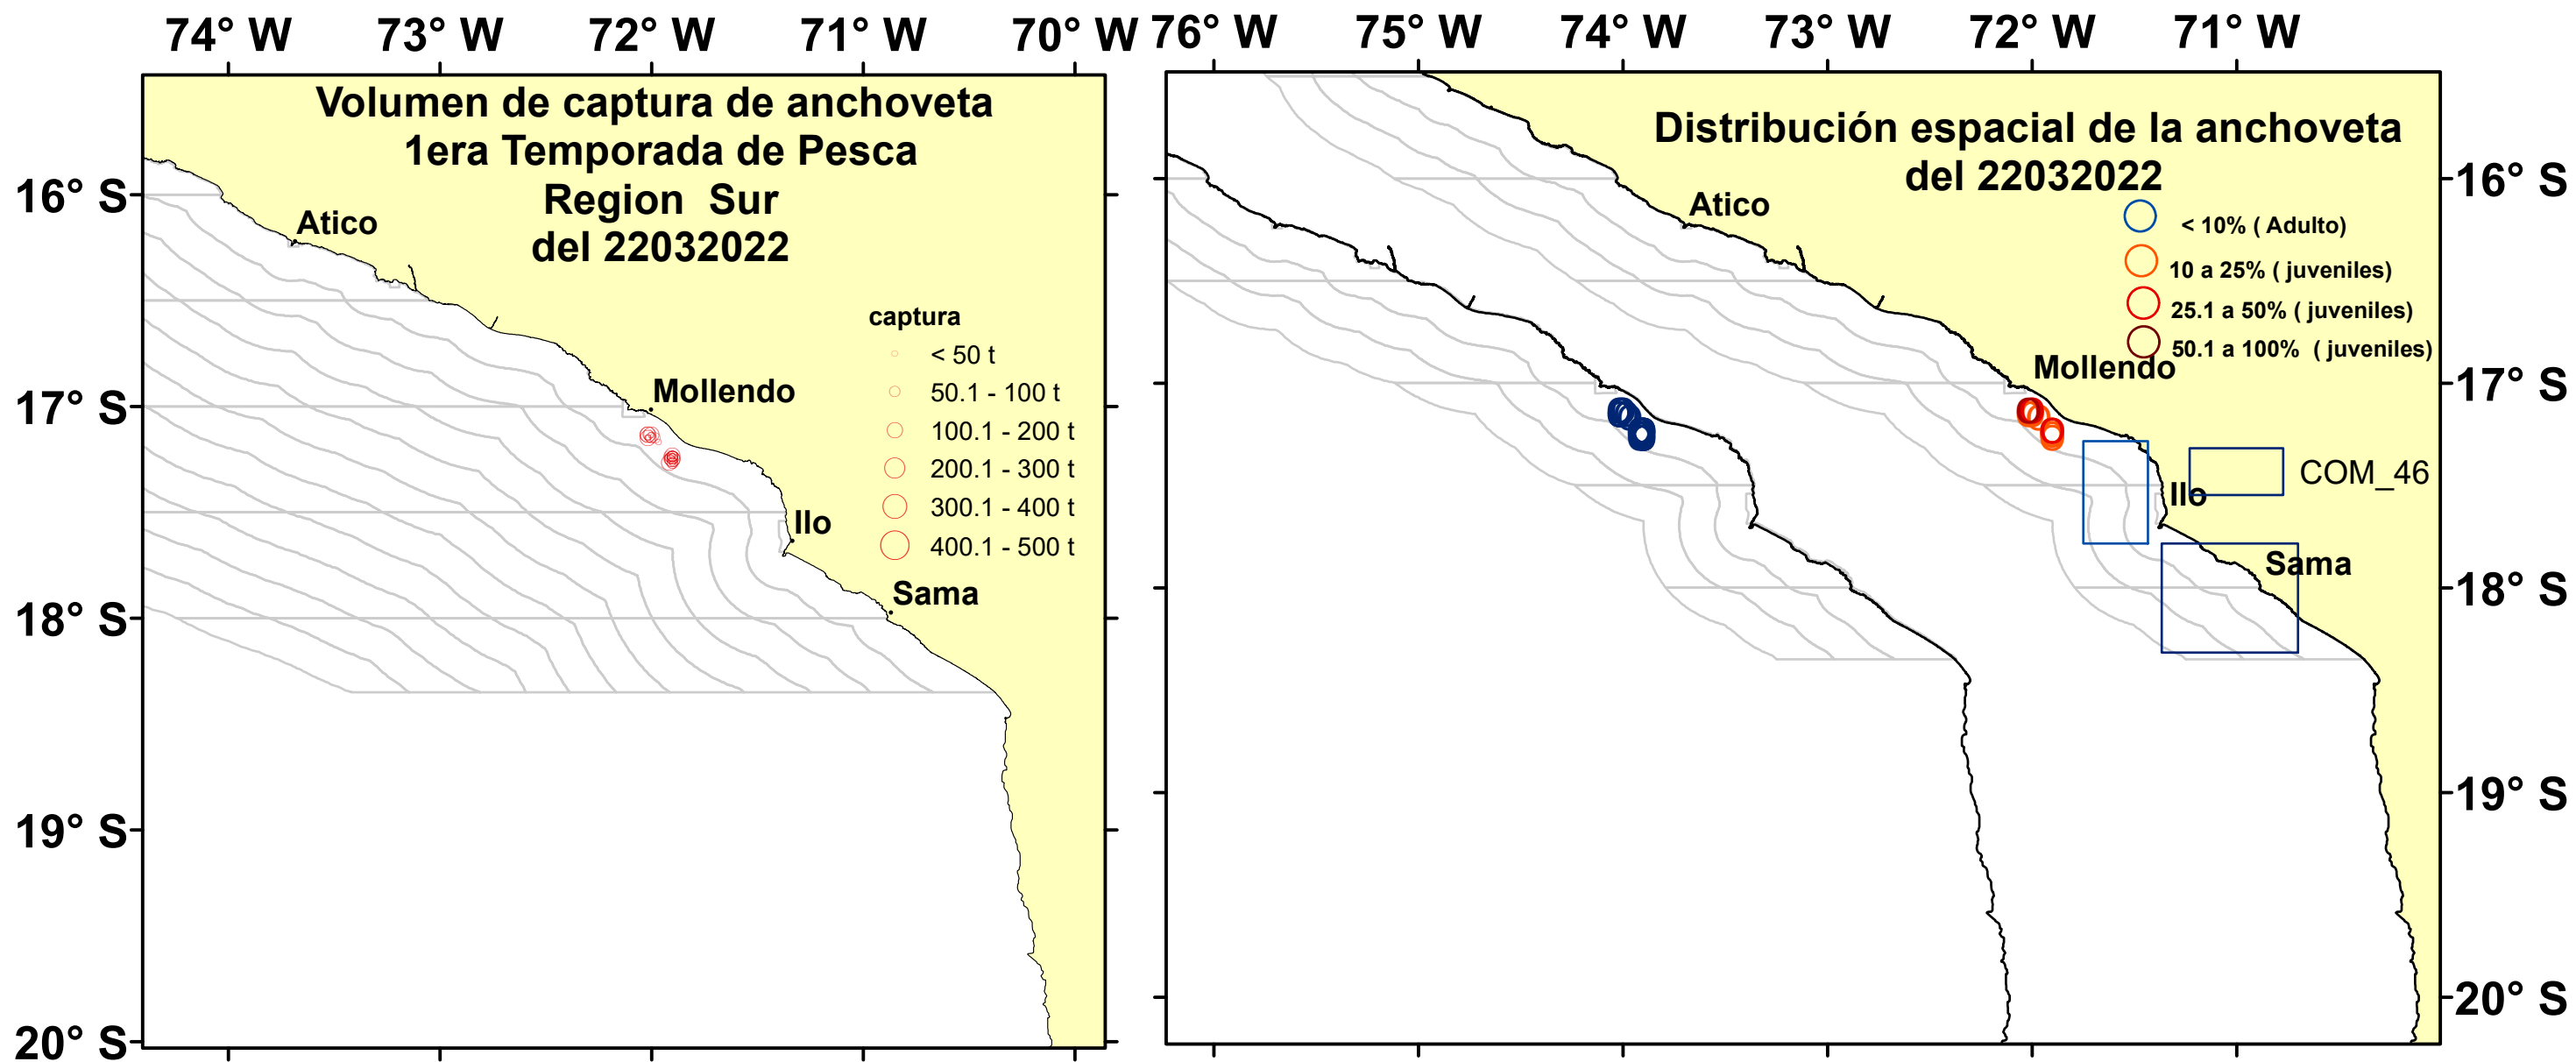 74° W 73° W 72° W 71° W 70° W
Volumen de captura de anchoveta
1era Temporada de Pesca
Region  Sur
del 22032022
16° S
17° S
18° S
19° S
20° S
Atico
Mollendo
Ilo
Sama
captura
< 50 t
50.1 - 100 t
100.1 - 200 t
200.1 - 300 t
300.1 - 400 t
400.1 - 500 t
76° W 75° W 74° W 73° W 72° W 71° W
Distribución espacial de la anchoveta
del 22032022
< 10% ( Adulto)
10 a 25% ( juveniles)
25.1 a 50% ( juveniles)
50.1 a 100%  ( juveniles)
Atico
Mollendo
Ilo
Sama
COM_46
16° S
17° S
18° S
19° S
20° S